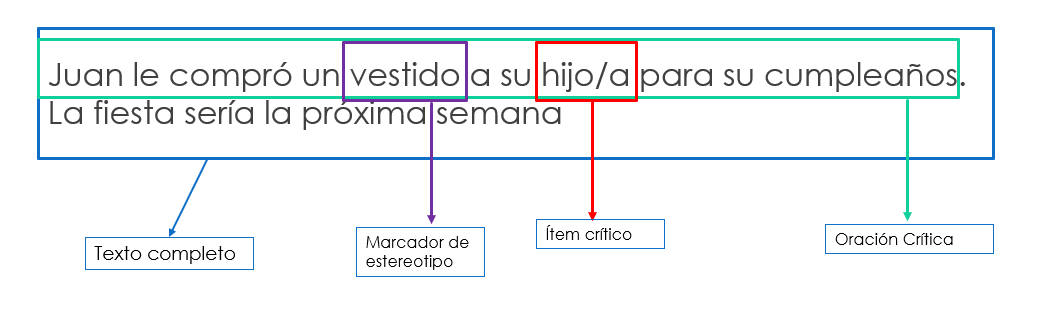 Juan le compró un vestido a su hijo/a para su cumpleaños.
La fiesta sería la próxima semana
Texto completo
Marcador de
estereotipo
Ítem crítico
Oración Crítica